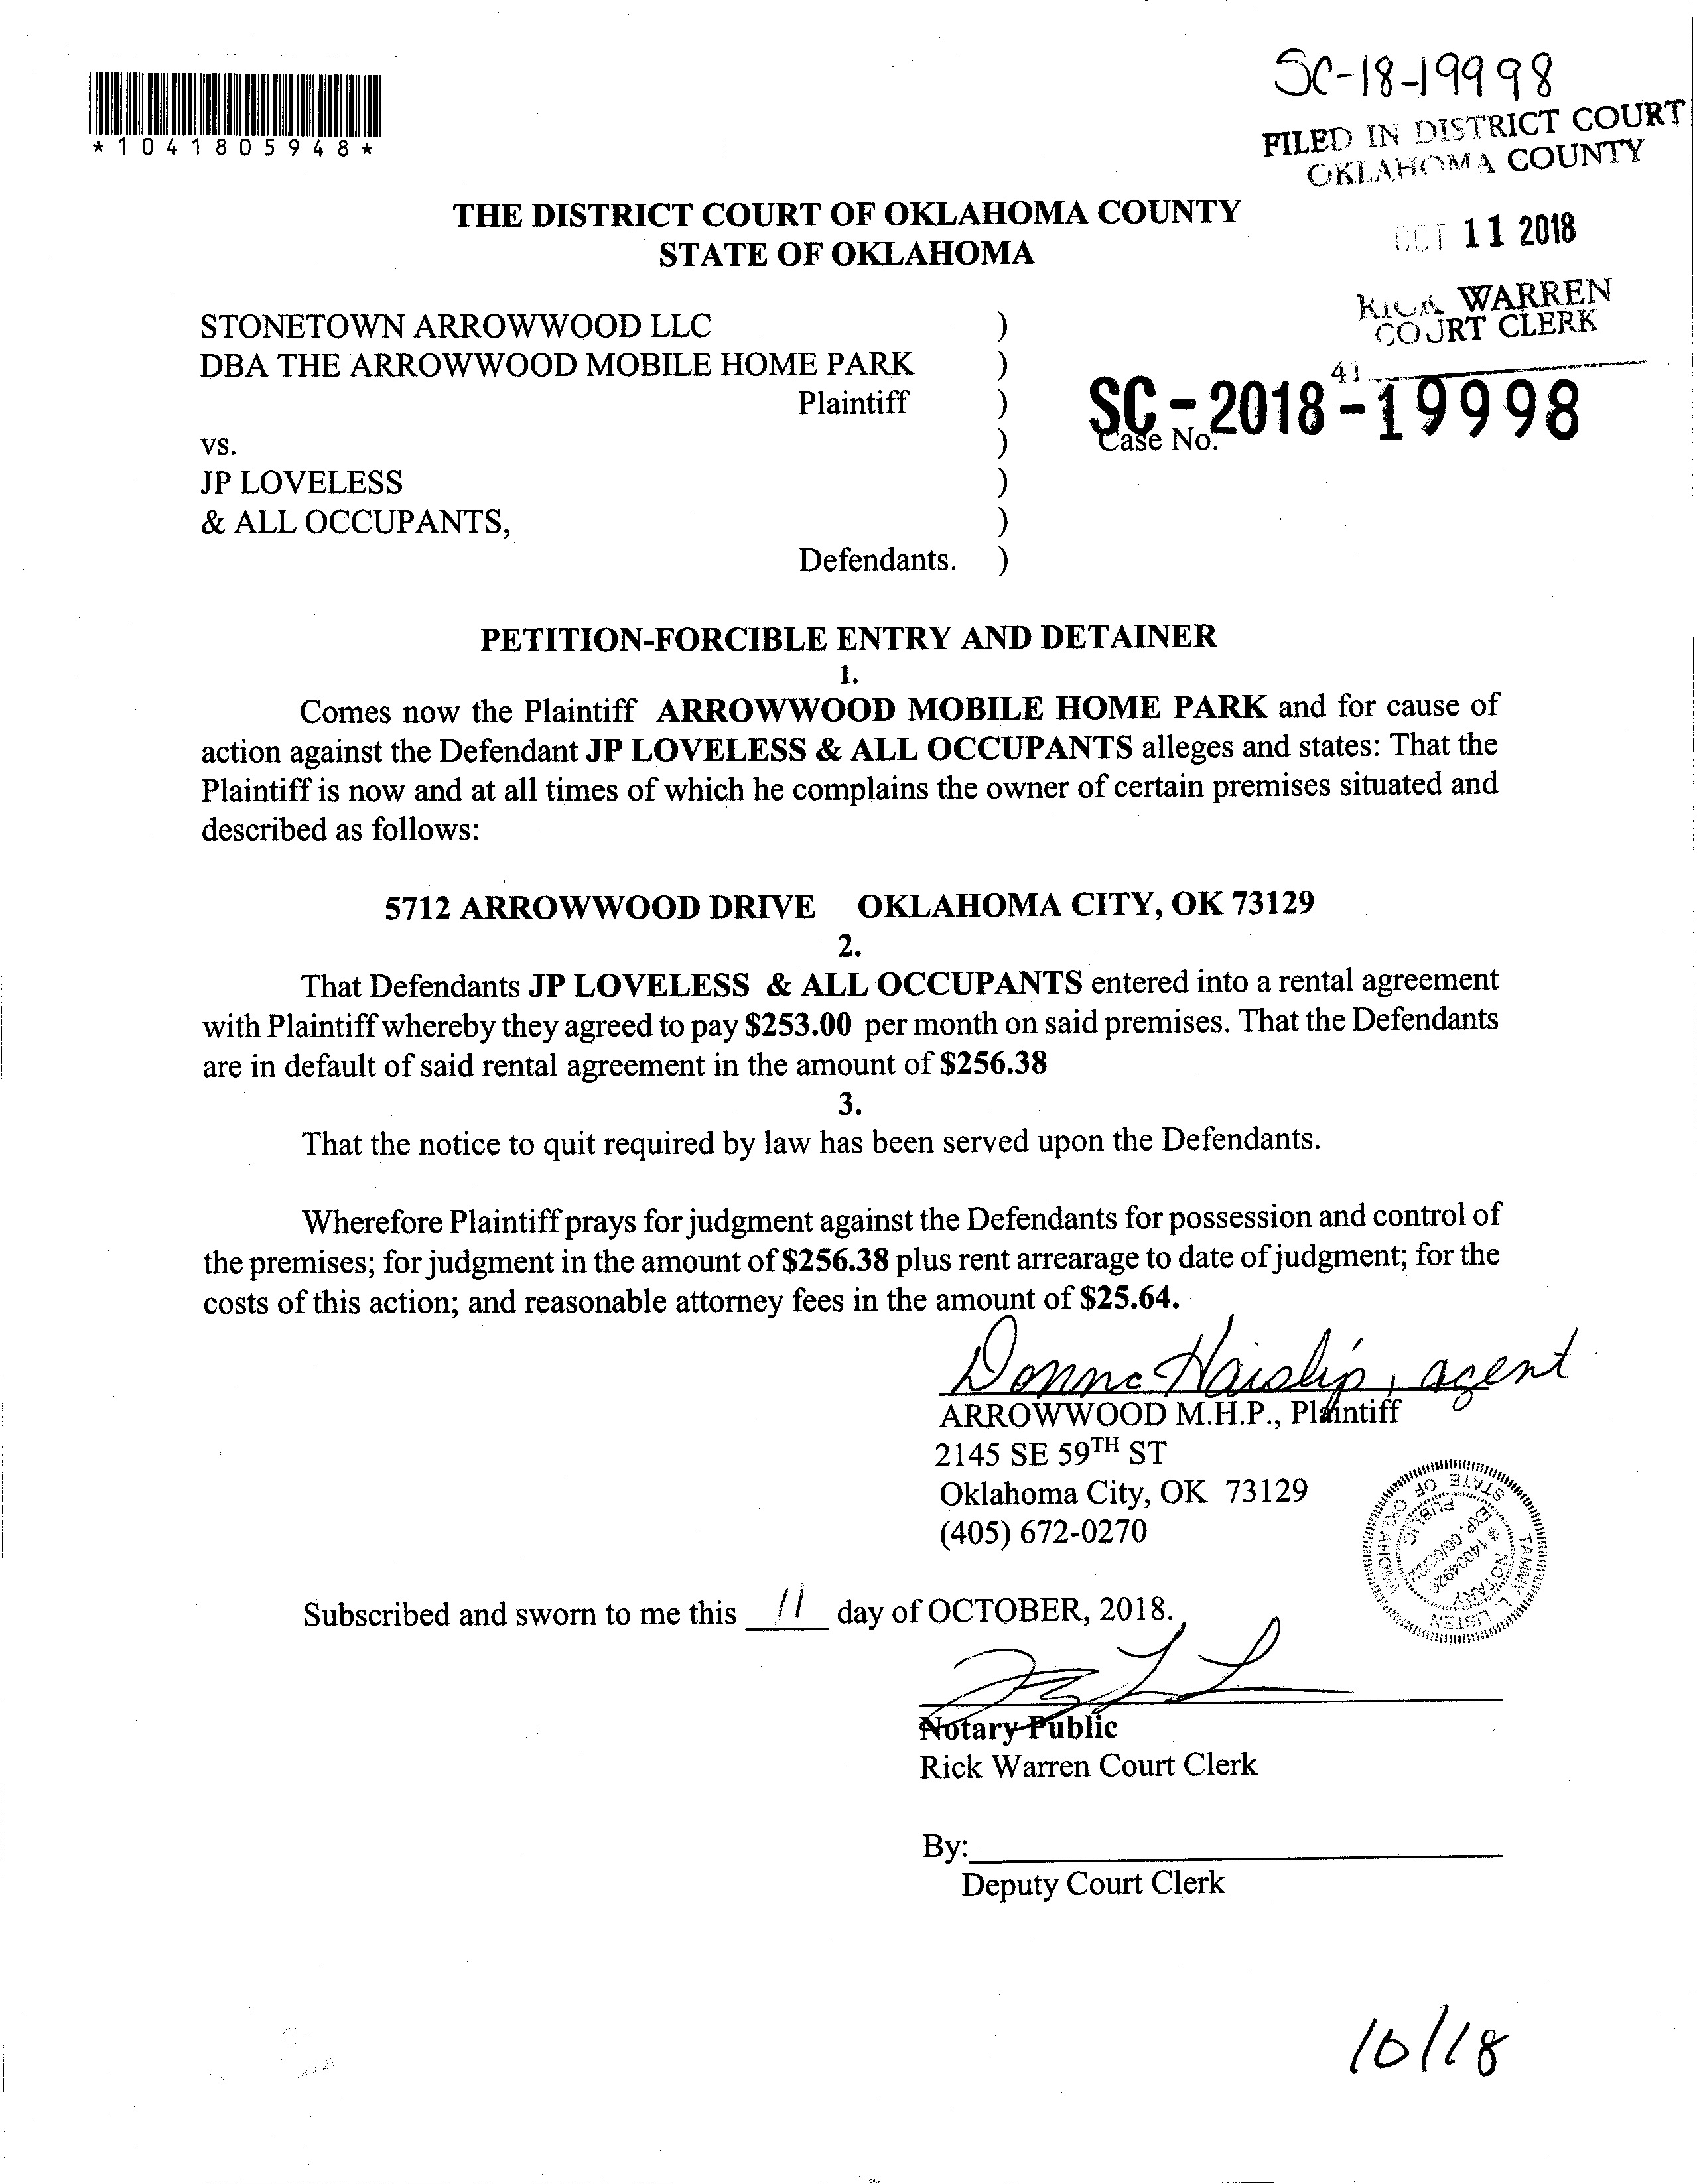 SC-18-19998
FILED IN DISTRICT COURT
OKLAHOMA COUNTY
*1041805948*
OCT 11 2018
THE DISTRICT COURT OF OKLAHOMA COUNTY
STATE OF OKLAHOMA
RICK WARREN
COURT CLERK
41
STONETOWN ARROWWOOD LLC )
DBA THE ARROWWOOD MOBILE HOME PARK )
Plaintiff )
SC-2018-19998
Case No.
vs. )
JP LOVELESS )
& ALL OCCUPANTS, )
Defendants. )
PETITION-FORCIBLE ENTRY AND DETAINER
1.
Comes now the Plaintiff ARROWWOOD MOBILE HOME PARK and for cause of
action against the Defendant JP LOVELESS & ALL OCCUPANTS alleges and states: That the
Plaintiff is now and at all times of which he complains the owner of certain premises situated and
described as follows:
5712 ARROWWOOD DRIVE OKLAHOMA CITY, OK 73129
2.
That Defendants JP LOVELESS & ALL OCCUPANTS entered into a rental agreement
with Plaintiff whereby they agreed to pay $253.00 per month on said premises. That the Defendants
are in default of said rental agreement in the amount of $256.38
3.
That the notice to quit required by law has been served upon the Defendants.
Wherefore Plaintiff prays for judgment against the Defendants for possession and control of
the premises; for judgment in the amount of $256.38 plus rent arrearage to date of judgment; for the
costs of this action; and reasonable attorney fees in the amount of $25.64.
Donna Haislip, agent
ARROWWOOD M.H.P., Plaintiff
2145 SE 59TH ST
Oklahoma City, OK 73129
(405) 672-0270
TAMMY L. LISTEN
NOTARY
# 14004929
EXP. 06/02/22
PUBLIC
STATE OF OKLAHOMA
Subscribed and sworn to me this 11 day of OCTOBER, 2018.
Notary Public
Rick Warren Court Clerk
By:
Deputy Court Clerk
10/18